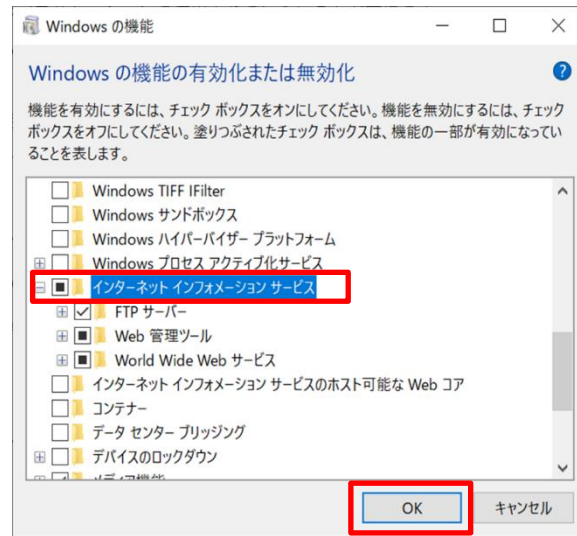 Windows の機能
Windows の機能の有効化または無効化
機能を有効にするには、チェック ボックスをオンにしてください。機能を無効にするには、チェック
ボックスをオフにしてください。塗りつぶされたチェック ボックスは、機能の一部が有効になってい
ることを表します。
Windows TIFF IFilter
Windows サンドボックス
Windows ハイパーバイザー プラットフォーム
Windows プロセス アクティブ化サービス
インターネット インフォメーション サービス
FTP サーバー
Web 管理ツール
World Wide Web サービス
インターネット インフォメーション サービスのホスト可能な Web コア
コンテナー
データ センター ブリッジング
デバイスのロックダウン
OK
キャンセル